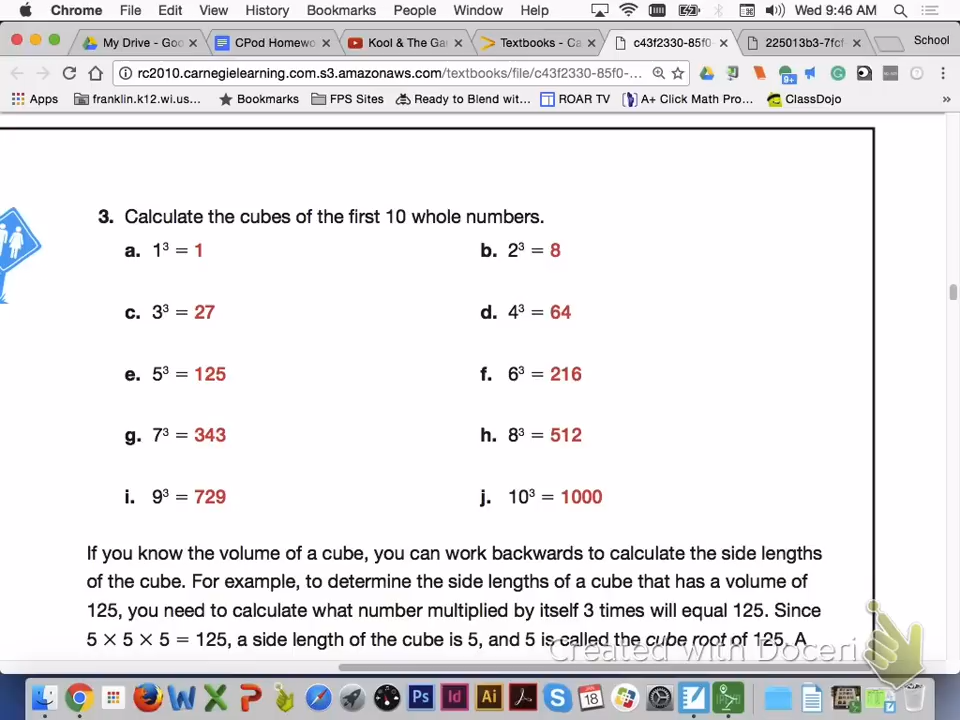 Chrome File Edit View History Bookmarks People Window Help Wed 9:46 AM
My Drive - Goo CPod Homewo Kool & The Ga Textbooks - Ca c43f2330-85f0- 225013b3-7fcf School
rc2010.carnegielearning.com.s3.amazonaws.com/textbooks/file/c43f2330-85f0-...
Apps franklin.k12.wi.us... Bookmarks FPS Sites Ready to Blend wit... ROAR TV A+ Click Math Pro... ClassDojo »
3. Calculate the cubes of the first 10 whole numbers.
a. 1³ = 1 b. 2³ = 8
c. 3³ = 27 d. 4³ = 64
e. 5³ = 125 f. 6³ = 216
g. 7³ = 343 h. 8³ = 512
i. 9³ = 729 j. 10³ = 1000
If you know the volume of a cube, you can work backwards to calculate the side lengths
of the cube. For example, to determine the side lengths of a cube that has a volume of
125, you need to calculate what number multiplied by itself 3 times will equal 125. Since
5 × 5 × 5 = 125, a side length of the cube is 5, and 5 is called the cube root of 125. A
Created with Doceri
W X P Ps Id Ai S 18